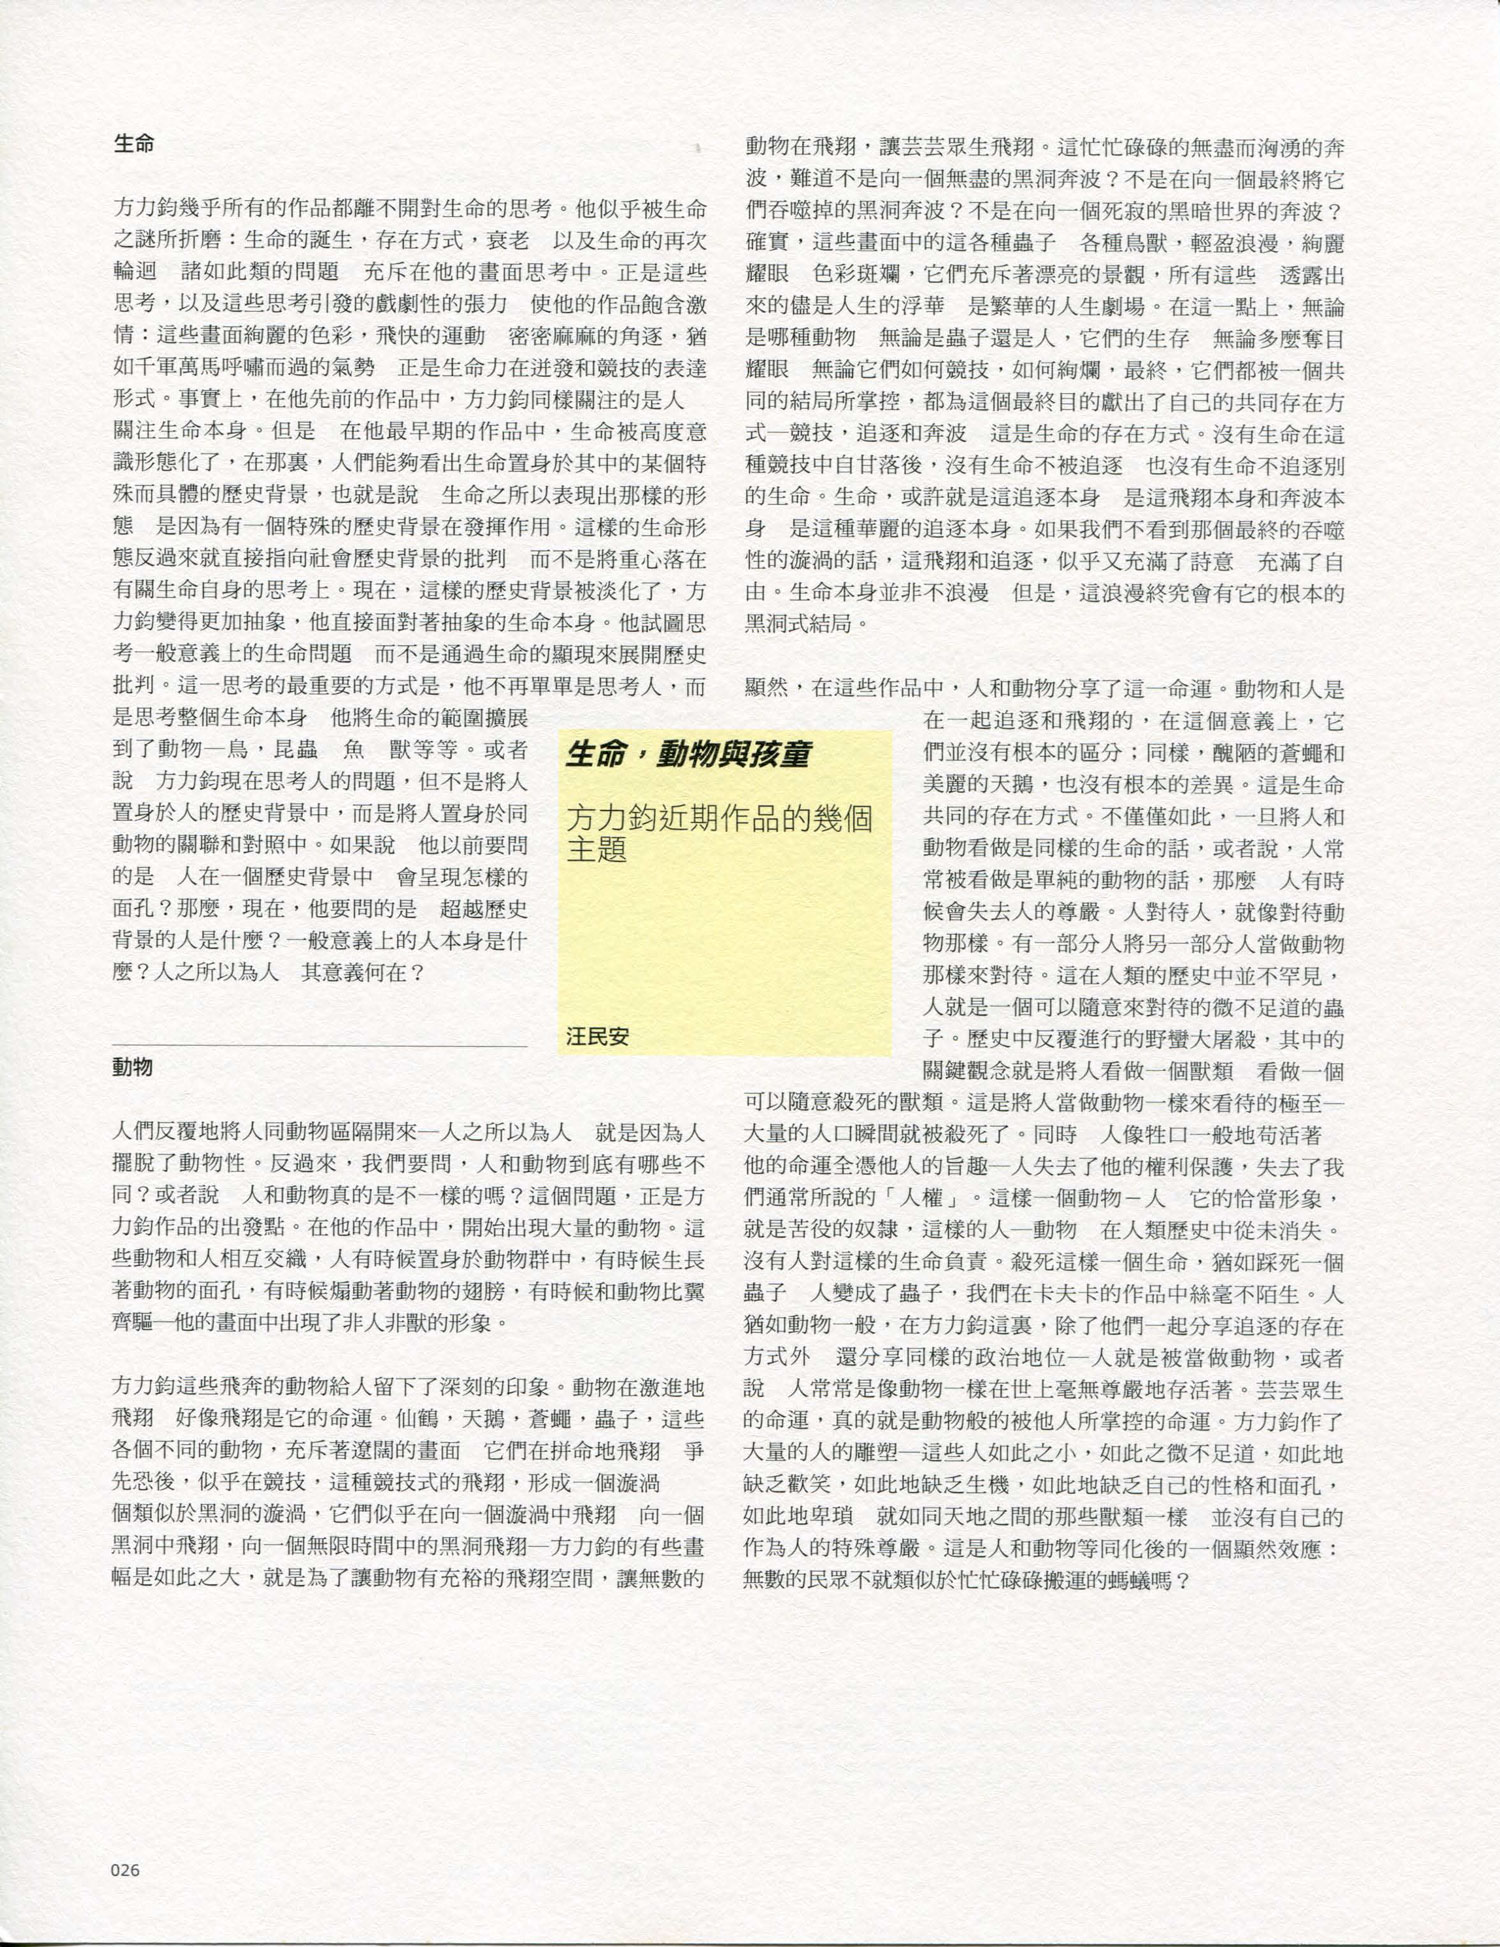 生命，動物與孩童
方力鈞近期作品的幾個
主題
汪民安
生命
方力鈞幾乎所有的作品都離不開對生命的思考。他似乎被生命
之謎所折磨：生命的誕生，存在方式，衰老　以及生命的再次
輪迴　諸如此類的問題　充斥在他的畫面思考中。正是這些
思考，以及這些思考引發的戲劇性的張力　使他的作品飽含激
情：這些畫面絢麗的色彩，飛快的運動　密密麻麻的角逐，猶
如千軍萬馬呼嘯而過的氣勢　正是生命力在迸發和競技的表達
形式。事實上，在他先前的作品中，方力鈞同樣關注的是人
關注生命本身。但是　在他最早期的作品中，生命被高度意
識形態化了，在那裏，人們能夠看出生命置身於其中的某個特
殊而具體的歷史背景，也就是說　生命之所以表現出那樣的形
態　是因為有一個特殊的歷史背景在發揮作用。這樣的生命形
態反過來就直接指向社會歷史背景的批判　而不是將重心落在
有關生命自身的思考上。現在，這樣的歷史背景被淡化了，方
力鈞變得更加抽象，他直接面對著抽象的生命本身。他試圖思
考一般意義上的生命問題　而不是通過生命的顯現來展開歷史
批判。這一思考的最重要的方式是，他不再單單是思考人，而
是思考整個生命本身　他將生命的範圍擴展
到了動物—鳥，昆蟲　魚　獸等等。或者
說　方力鈞現在思考人的問題，但不是將人
置身於人的歷史背景中，而是將人置身於同
動物的關聯和對照中。如果說　他以前要問
的是　人在一個歷史背景中　會呈現怎樣的
面孔？那麼，現在，他要問的是　超越歷史
背景的人是什麼？一般意義上的人本身是什
麼？人之所以為人　其意義何在？
動物
人們反覆地將人同動物區隔開來—人之所以為人　就是因為人
擺脫了動物性。反過來，我們要問，人和動物到底有哪些不
同？或者說　人和動物真的是不一樣的嗎？這個問題，正是方
力鈞作品的出發點。在他的作品中，開始出現大量的動物。這
些動物和人相互交織，人有時候置身於動物群中，有時候生長
著動物的面孔，有時候煽動著動物的翅膀，有時候和動物比翼
齊驅—他的畫面中出現了非人非獸的形象。
方力鈞這些飛奔的動物給人留下了深刻的印象。動物在激進地
飛翔　好像飛翔是它的命運。仙鶴，天鵝，蒼蠅，蟲子，這些
各個不同的動物，充斥著遼闊的畫面　它們在拼命地飛翔　爭
先恐後，似乎在競技，這種競技式的飛翔，形成一個漩渦
個類似於黑洞的漩渦，它們似乎在向一個漩渦中飛翔　向一個
黑洞中飛翔，向一個無限時間中的黑洞飛翔—方力鈞的有些畫
幅是如此之大，就是為了讓動物有充裕的飛翔空間，讓無數的
動物在飛翔，讓芸芸眾生飛翔。這忙忙碌碌的無盡而洶湧的奔
波，難道不是向一個無盡的黑洞奔波？不是在向一個最終將它
們吞噬掉的黑洞奔波？不是在向一個死寂的黑暗世界的奔波？
確實，這些畫面中的這各種蟲子　各種鳥獸，輕盈浪漫，絢麗
耀眼　色彩斑斕，它們充斥著漂亮的景觀，所有這些　透露出
來的儘是人生的浮華　是繁華的人生劇場。在這一點上，無論
是哪種動物　無論是蟲子還是人，它們的生存　無論多麼奪目
耀眼　無論它們如何競技，如何絢爛，最終，它們都被一個共
同的結局所掌控，都為這個最終目的獻出了自己的共同存在方
式—競技，追逐和奔波　這是生命的存在方式。沒有生命在這
種競技中自甘落後，沒有生命不被追逐　也沒有生命不追逐別
的生命。生命，或許就是這追逐本身　是這飛翔本身和奔波本
身　是這種華麗的追逐本身。如果我們不看到那個最終的吞噬
性的漩渦的話，這飛翔和追逐，似乎又充滿了詩意　充滿了自
由。生命本身並非不浪漫　但是，這浪漫終究會有它的根本的
黑洞式結局。
顯然，在這些作品中，人和動物分享了這一命運。動物和人是
在一起追逐和飛翔的，在這個意義上，它
們並沒有根本的區分；同樣，醜陋的蒼蠅和
美麗的天鵝，也沒有根本的差異。這是生命
共同的存在方式。不僅僅如此，一旦將人和
動物看做是同樣的生命的話，或者說，人常
常被看做是單純的動物的話，那麼　人有時
候會失去人的尊嚴。人對待人，就像對待動
物那樣。有一部分人將另一部分人當做動物
那樣來對待。這在人類的歷史中並不罕見，
人就是一個可以隨意來對待的微不足道的蟲
子。歷史中反覆進行的野蠻大屠殺，其中的
關鍵觀念就是將人看做一個獸類　看做一個
可以隨意殺死的獸類。這是將人當做動物一樣來看待的極至—
大量的人口瞬間就被殺死了。同時　人像牲口一般地苟活著
他的命運全憑他人的旨趣—人失去了他的權利保護，失去了我
們通常所說的「人權」。這樣一個動物－人　它的恰當形象，
就是苦役的奴隸，這樣的人—動物　在人類歷史中從未消失。
沒有人對這樣的生命負責。殺死這樣一個生命，猶如踩死一個
蟲子　人變成了蟲子，我們在卡夫卡的作品中絲毫不陌生。人
猶如動物一般，在方力鈞這裏，除了他們一起分享追逐的存在
方式外　還分享同樣的政治地位—人就是被當做動物，或者
說　人常常是像動物一樣在世上毫無尊嚴地存活著。芸芸眾生
的命運，真的就是動物般的被他人所掌控的命運。方力鈞作了
大量的人的雕塑—這些人如此之小，如此之微不足道，如此地
缺乏歡笑，如此地缺乏生機，如此地缺乏自己的性格和面孔，
如此地卑瑣　就如同天地之間的那些獸類一樣　並沒有自己的
作為人的特殊尊嚴。這是人和動物等同化後的一個顯然效應：
無數的民眾不就類似於忙忙碌碌搬運的螞蟻嗎？
026